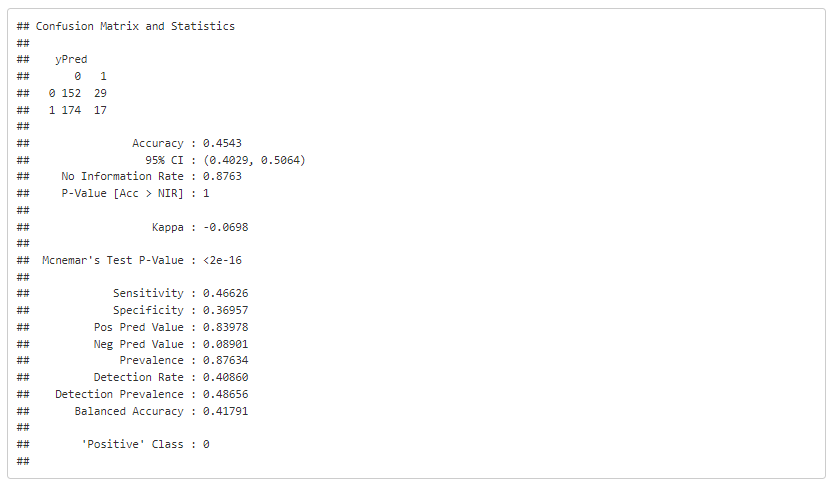 ## Confusion Matrix and Statistics
##
##    yPred
##       0   1
##   0 152  29
##   1 174  17
##
##                Accuracy : 0.4543
##                  95% CI : (0.4029, 0.5064)
##     No Information Rate : 0.8763
##     P-Value [Acc > NIR] : 1
##
##                   Kappa : -0.0698
##
##  Mcnemar's Test P-Value : <2e-16
##
##             Sensitivity : 0.46626
##             Specificity : 0.36957
##          Pos Pred Value : 0.83978
##          Neg Pred Value : 0.08901
##              Prevalence : 0.87634
##          Detection Rate : 0.40860
##    Detection Prevalence : 0.48656
##       Balanced Accuracy : 0.41791
##
##        'Positive' Class : 0
##